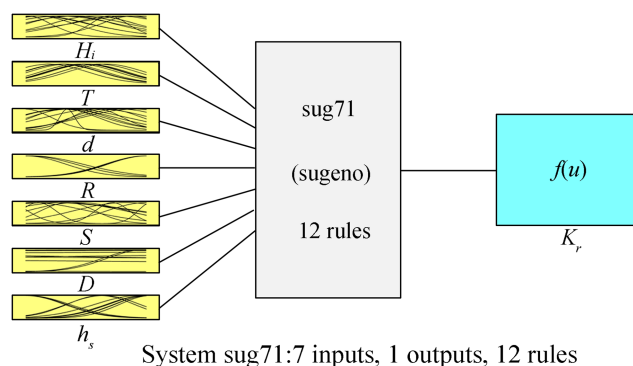 H_i
T
d
R
S
D
h_s
sug71
(sugeno)
12 rules
f(u)
K_r
System sug71:7 inputs, 1 outputs, 12 rules